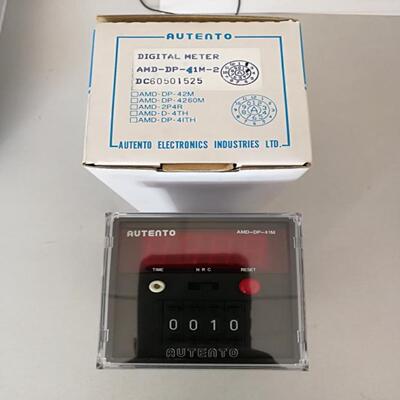 AUTENTO
DIGITAL METER
AMD-DP-41M-2
DC60501525
AMD-DP-42M
AMD-DP-4260M
AMD-2P4R
AMD-D-4TH
AMD-DP-4ITH
AUTENTO ELECTRONICS INDUSTRIES LTD.
AUTENTO AMD-DP-41M
TIME N R C RESET
0010
AUTENTO